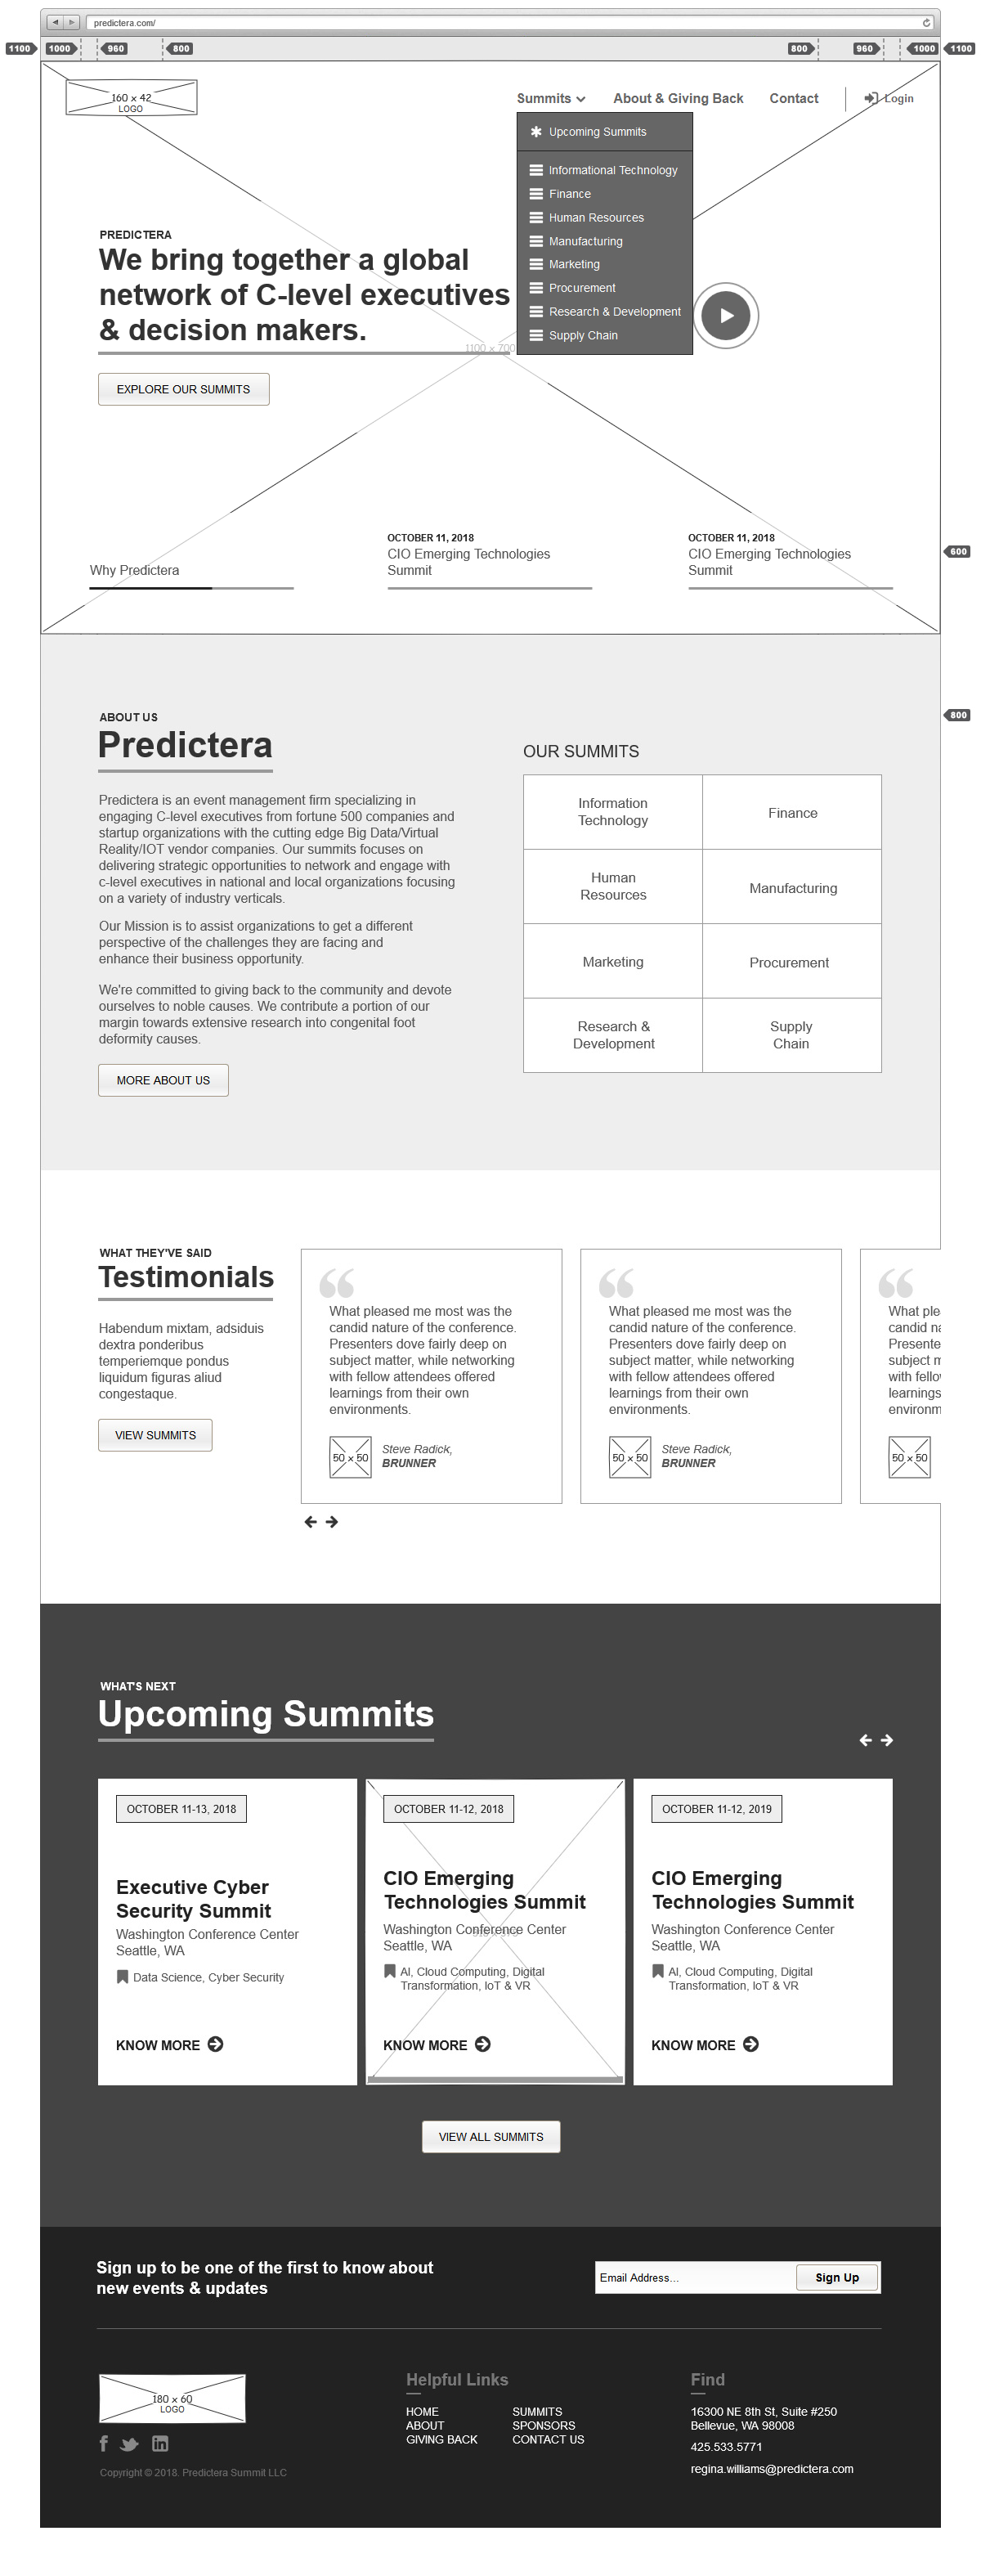 predictera.com/
1100
1000
960
800
800
960
1000
1100
160 x 42
LOGO
Summits
About & Giving Back
Contact
Login
Upcoming Summits
Informational Technology
Finance
Human Resources
Manufacturing
Marketing
Procurement
Research & Development
Supply Chain
PREDICTERA
We bring together a global
network of C-level executives
& decision makers.
1100 x 700
EXPLORE OUR SUMMITS
Why Predictera
OCTOBER 11, 2018
CIO Emerging Technologies
Summit
OCTOBER 11, 2018
CIO Emerging Technologies
Summit
600
800
ABOUT US
Predictera
Predictera is an event management firm specializing in
engaging C-level executives from fortune 500 companies and
startup organizations with the cutting edge Big Data/Virtual
Reality/IOT vendor companies. Our summits focuses on
delivering strategic opportunities to network and engage with
c-level executives in national and local organizations focusing
on a variety of industry verticals.
Our Mission is to assist organizations to get a different
perspective of the challenges they are facing and
enhance their business opportunity.
We're committed to giving back to the community and devote
ourselves to noble causes. We contribute a portion of our
margin towards extensive research into congenital foot
deformity causes.
MORE ABOUT US
OUR SUMMITS
Information
Technology
Finance
Human
Resources
Manufacturing
Marketing
Procurement
Research &
Development
Supply
Chain
WHAT THEY'VE SAID
Testimonials
Habendum mixtam, adsiduis
dextra ponderibus
temperiemque pondus
liquidum figuras aliud
congestaque.
VIEW SUMMITS
“
What pleased me most was the
candid nature of the conference.
Presenters dove fairly deep on
subject matter, while networking
with fellow attendees offered
learnings from their own
environments.
50 x 50
Steve Radick,
BRUNNER
“
What pleased me most was the
candid nature of the conference.
Presenters dove fairly deep on
subject matter, while networking
with fellow attendees offered
learnings from their own
environments.
50 x 50
Steve Radick,
BRUNNER
“
What ple
candid na
Presente
subject m
with fello
learnings
environm
50 x 50
WHAT'S NEXT
Upcoming Summits
OCTOBER 11-13, 2018
Executive Cyber
Security Summit
Washington Conference Center
Seattle, WA
Data Science, Cyber Security
KNOW MORE
OCTOBER 11-12, 2018
CIO Emerging
Technologies Summit
Washington Conference Center
Seattle, WA
AI, Cloud Computing, Digital
Transformation, IoT & VR
KNOW MORE
OCTOBER 11-12, 2019
CIO Emerging
Technologies Summit
Washington Conference Center
Seattle, WA
AI, Cloud Computing, Digital
Transformation, IoT & VR
KNOW MORE
VIEW ALL SUMMITS
Sign up to be one of the first to know about
new events & updates
Email Address...
Sign Up
180 x 60
LOGO
Copyright © 2018. Predictera Summit LLC
Helpful Links
HOME
ABOUT
GIVING BACK
SUMMITS
SPONSORS
CONTACT US
Find
16300 NE 8th St, Suite #250
Bellevue, WA 98008
425.533.5771
regina.williams@predictera.com